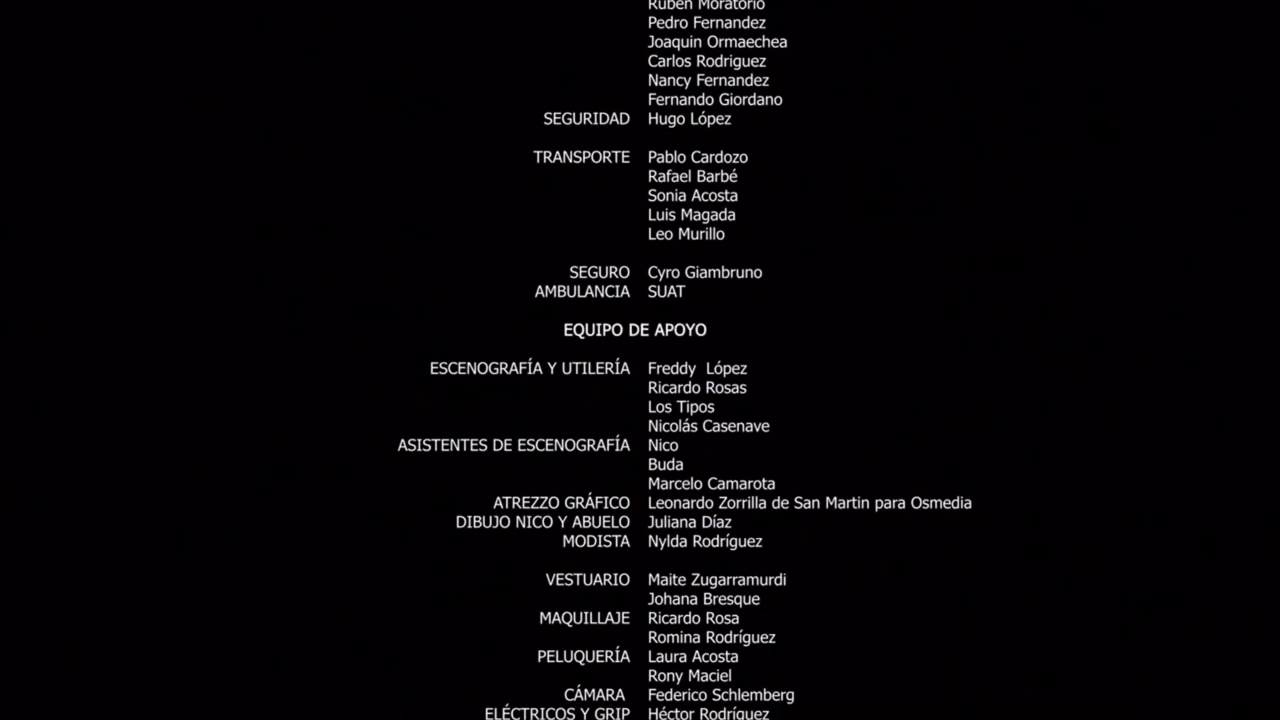 Ruben Moratorio
Pedro Fernandez
Joaquin Ormaechea
Carlos Rodriguez
Nancy Fernandez
Fernando Giordano
SEGURIDAD Hugo López
TRANSPORTE Pablo Cardozo
Rafael Barbé
Sonia Acosta
Luis Magada
Leo Murillo
SEGURO Cyro Giambruno
AMBULANCIA SUAT
EQUIPO DE APOYO
ESCENOGRAFÍA Y UTILERÍA Freddy  López
Ricardo Rosas
Los Tipos
Nicolás Casenave
ASISTENTES DE ESCENOGRAFÍA Nico
Buda
Marcelo Camarota
ATREZZO GRÁFICO Leonardo Zorrilla de San Martin para Osmedia
DIBUJO NICO Y ABUELO Juliana Díaz
MODISTA Nylda Rodríguez
VESTUARIO Maite Zugarramurdi
Johana Bresque
MAQUILLAJE Ricardo Rosa
Romina Rodríguez
PELUQUERÍA Laura Acosta
Rony Maciel
CÁMARA Federico Schlemberg
ELÉCTRICOS Y GRIP Héctor Rodríguez